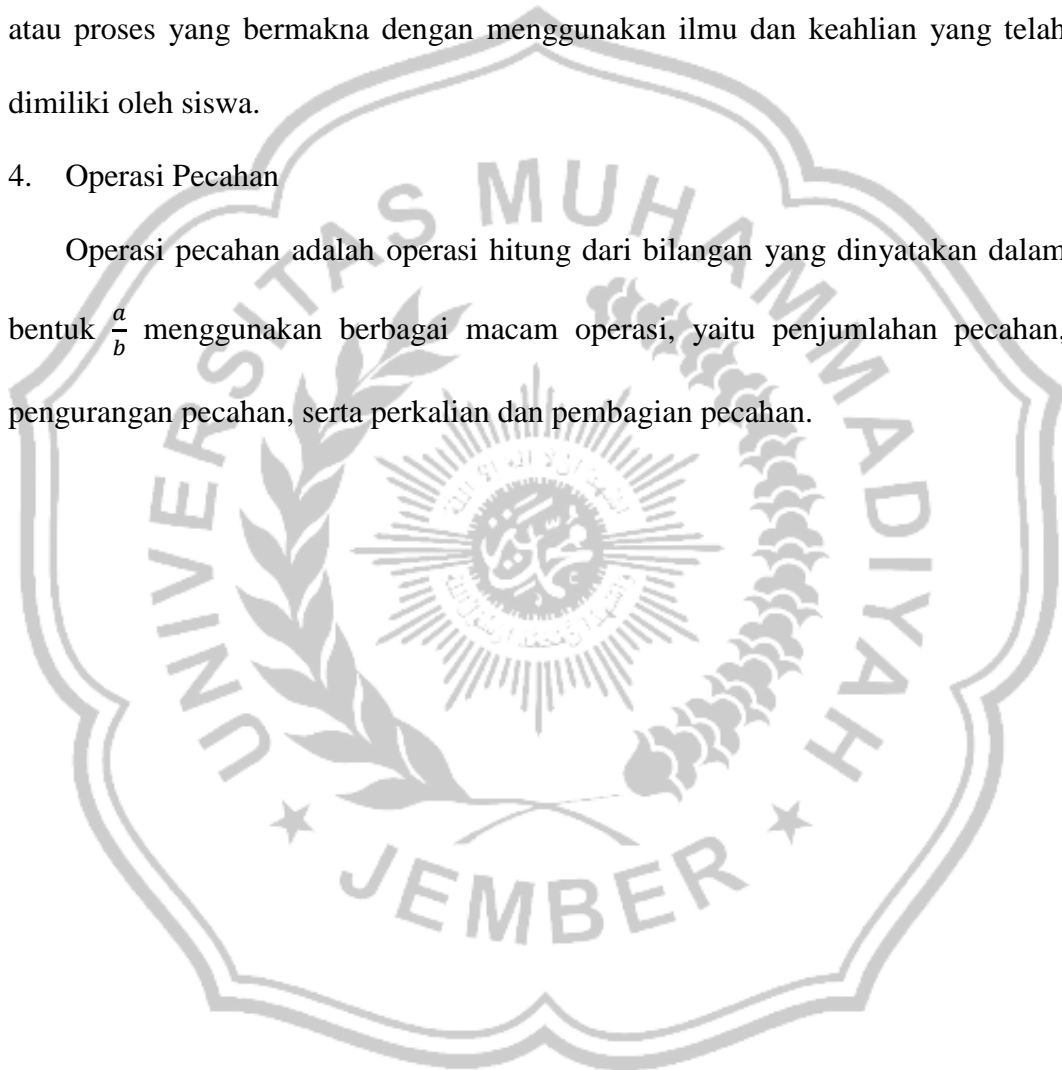 atau proses yang bermakna dengan menggunakan ilmu dan keahlian yang telah
dimiliki oleh siswa.
4. Operasi Pecahan
Operasi pecahan adalah operasi hitung dari bilangan yang dinyatakan dalam
bentuk a/b menggunakan berbagai macam operasi, yaitu penjumlahan pecahan,
pengurangan pecahan, serta perkalian dan pembagian pecahan.
UNIVERSITAS MUHAMMADIYAH
JEMBER